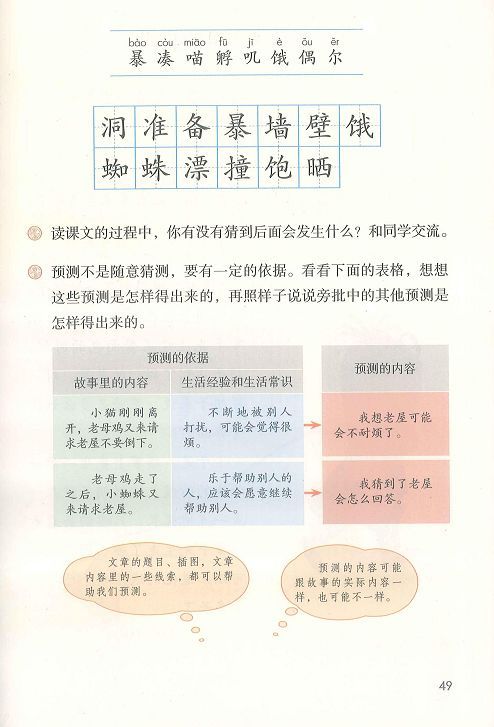 bào còu miāo fū jī è ǒu ěr
暴 凑 喵 孵 叽 饿 偶 尔
洞 准 备 暴 墙 壁 饿
蜘 蛛 漂 撞 饱 晒
读课文的过程中，你有没有猜到后面会发生什么？和同学交流。
预测不是随意猜测，要有一定的依据。看看下面的表格，想想
这些预测是怎样得出来的，再照样子说说旁批中的其他预测是
怎样得出来的。
预测的依据
预测的内容
故事里的内容
生活经验和生活常识
小猫刚刚离
开，老母鸡又来请
求老屋不要倒下。
不断地被别人
打扰，可能会觉得很
烦。
我想老屋可能
会不耐烦了。
老母鸡走了
之后，小蜘蛛又
来请求老屋。
乐于帮助别人的
人，应该会愿意继续
帮助别人。
我猜到了老屋
会怎么回答。
文章的题目、插图，文章
内容里的一些线索，都可以帮
助我们预测。
预测的内容可能
跟故事的实际内容一
样，也可能不一样。
49